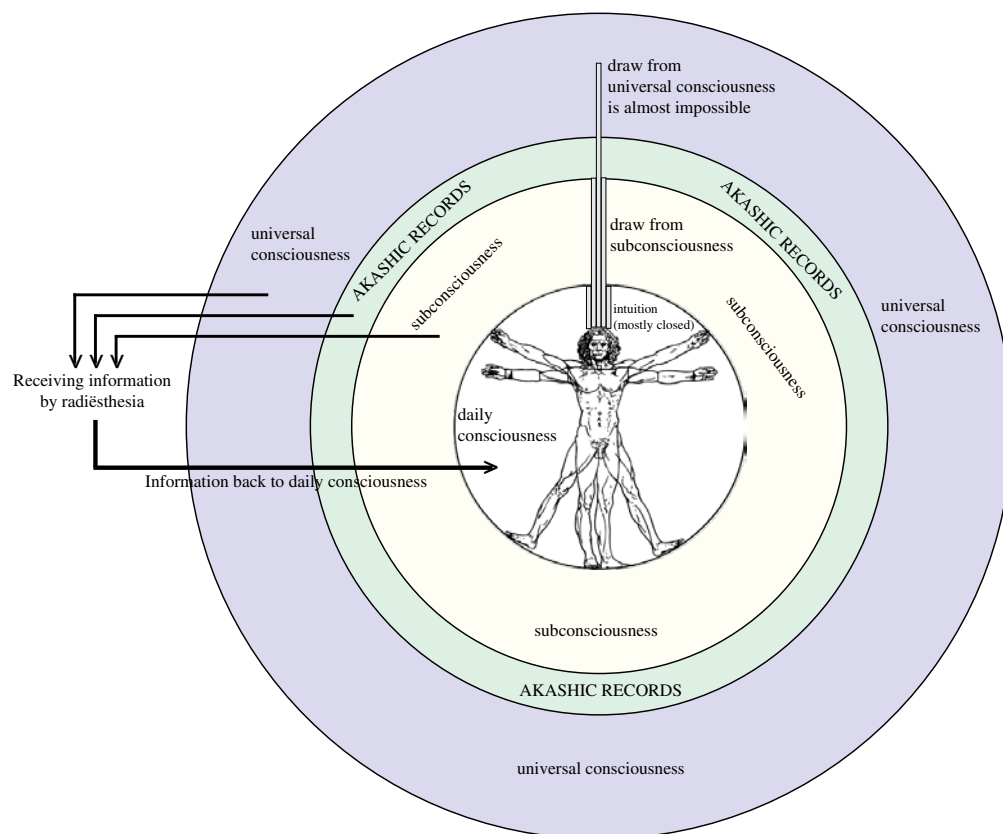 draw from
universal consciousness
is almost impossible
AKASHIC RECORDS
AKASHIC RECORDS
draw from
subconsciousness
universal
consciousness
subconsciousness
intuition
(mostly closed)
subconsciousness
universal
consciousness
Receiving information
by radiësthesia
daily
consciousness
Information back to daily consciousness
subconsciousness
AKASHIC RECORDS
universal consciousness